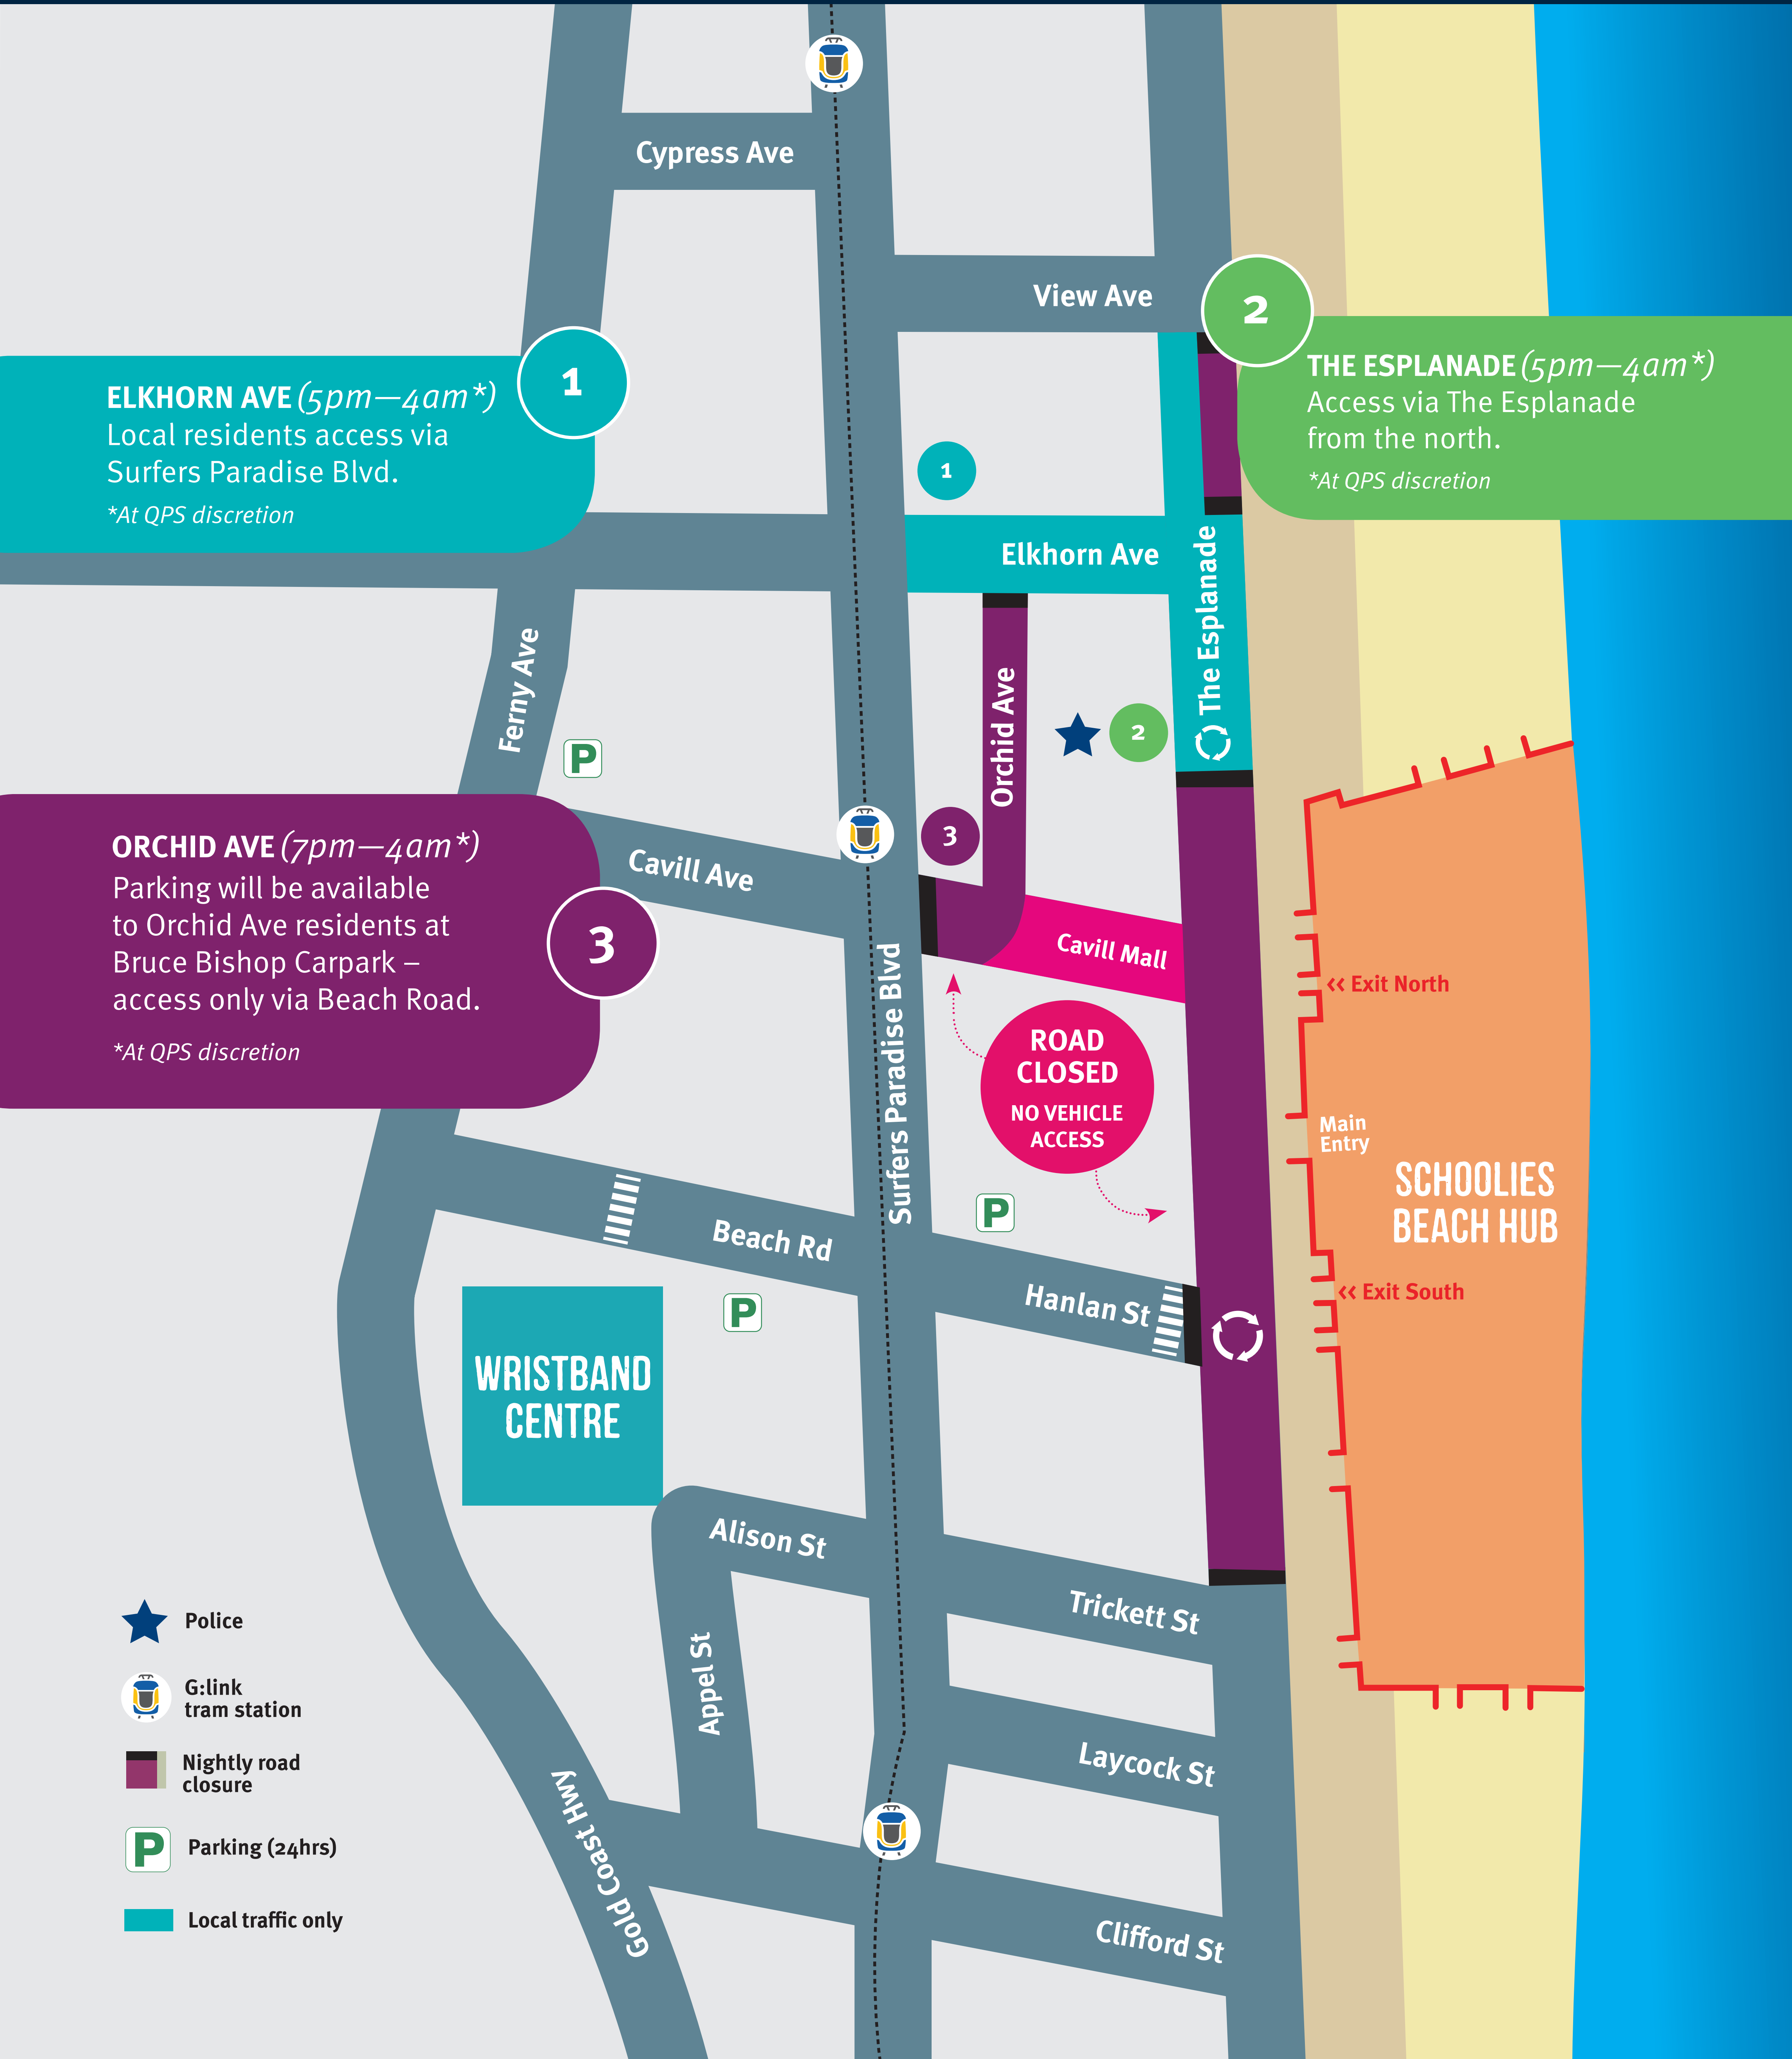 Cypress Ave
View Ave
1
ELKHORN AVE (5pm—4am*)
Local residents access via
Surfers Paradise Blvd.
*At QPS discretion
2
THE ESPLANADE (5pm—4am*)
Access via The Esplanade
from the north.
*At QPS discretion
1
Elkhorn Ave
The Esplanade
Ferny Ave
Orchid Ave
2
P
3
ORCHID AVE (7pm—4am*)
Parking will be available
to Orchid Ave residents at
Bruce Bishop Carpark –
access only via Beach Road.
*At QPS discretion
3
Cavill Ave
Cavill Mall
Surfers Paradise Blvd
<< Exit North
ROAD
CLOSED
NO VEHICLE
ACCESS
Main
Entry
SCHOOLIES
BEACH HUB
P
Beach Rd
Hanlan St
<< Exit South
P
WRISTBAND
CENTRE
Alison St
Trickett St
Appel St
Laycock St
Gold Coast Hwy
Clifford St
Police
G:link
tram station
Nightly road
closure
P
Parking (24hrs)
Local traffic only